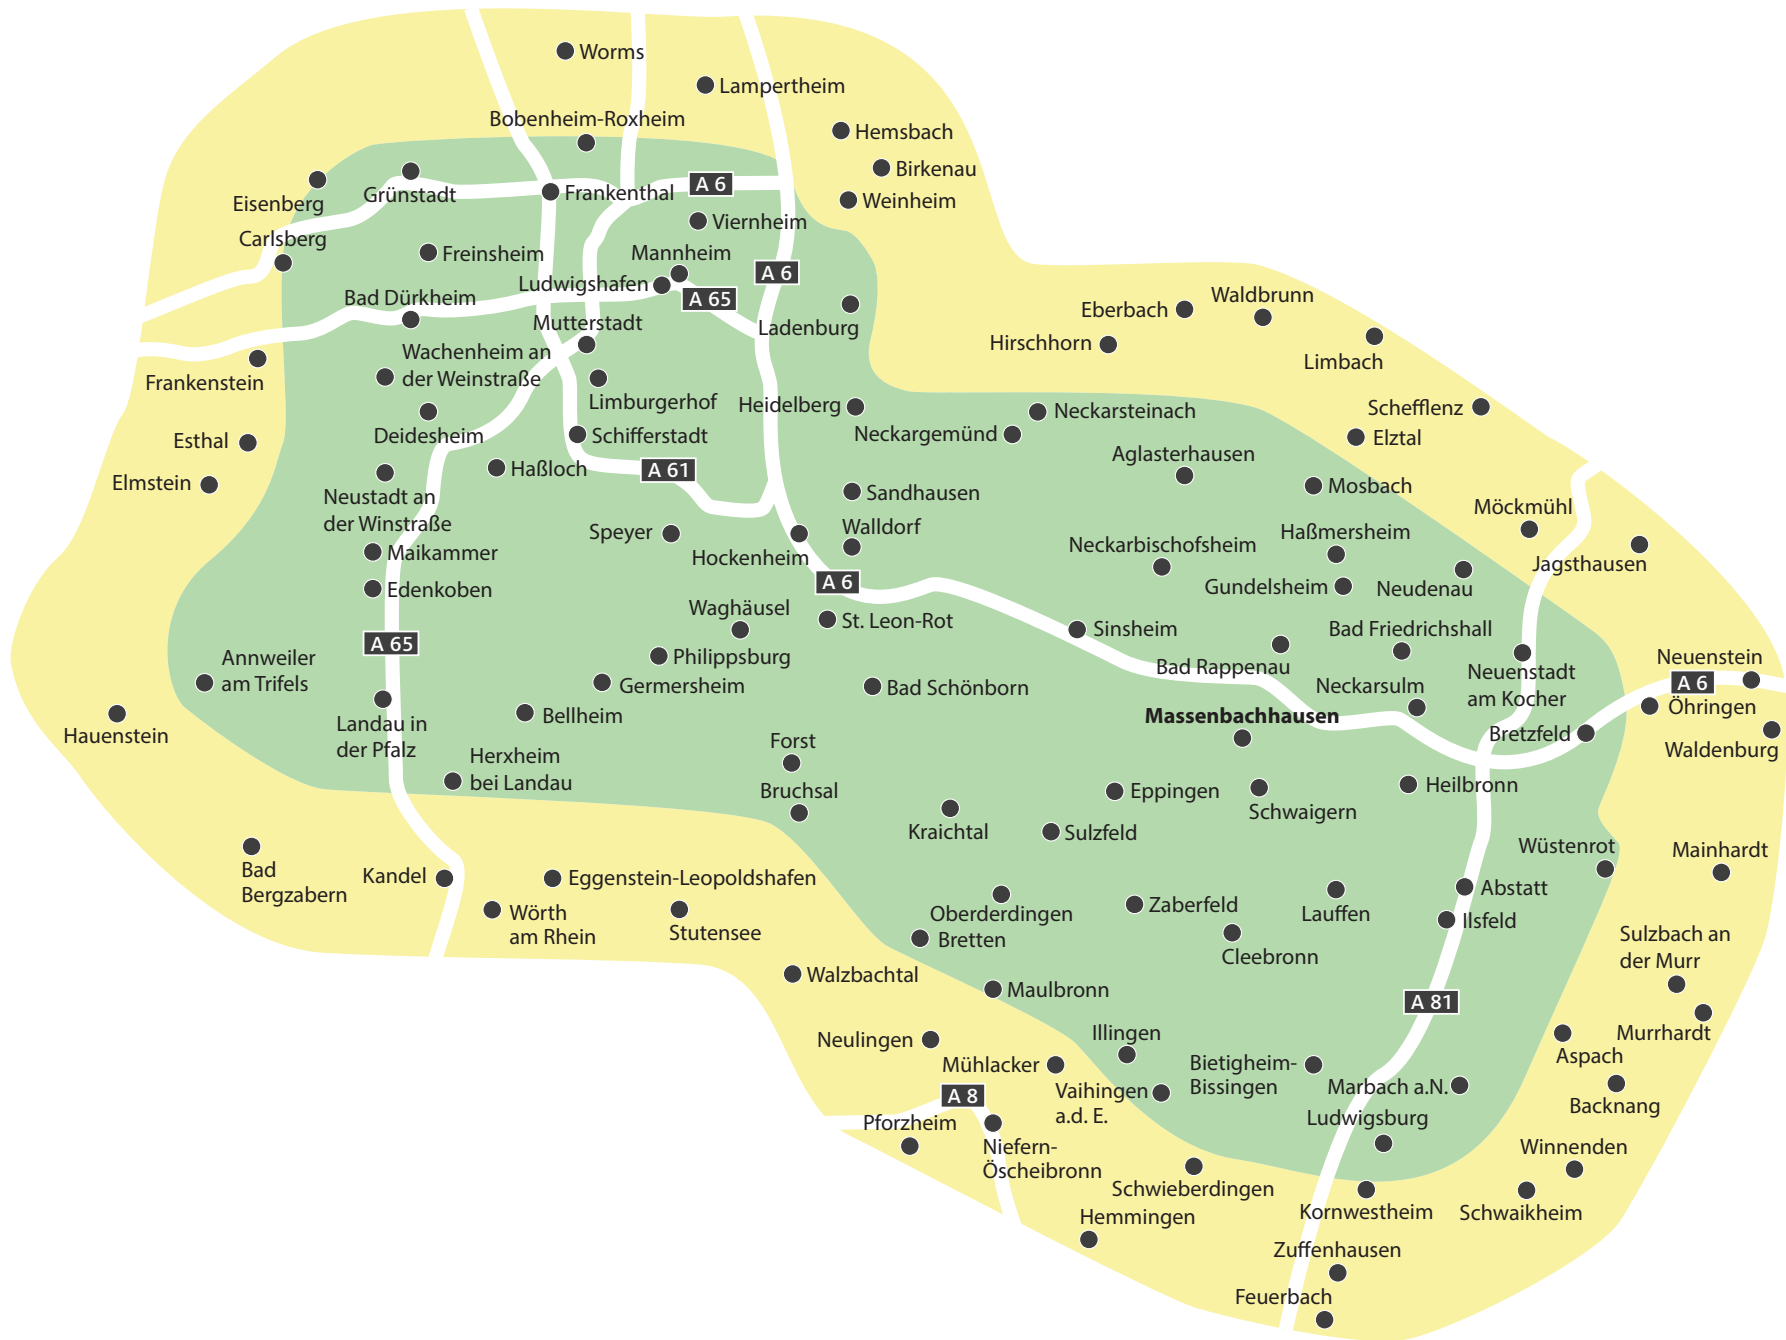 Worms
Lampertheim
Bobenheim-Roxheim
Hemsbach
Birkenau
Weinheim
Eisenberg
Grünstadt
Frankenthal
A 6
Viernheim
Carlsberg
Freinsheim
Mannheim
Ludwigshafen
A 6
A 65
Bad Dürkheim
Mutterstadt
Ladenburg
Eberbach
Waldbrunn
Hirschhorn
Limbach
Frankenstein
Wachenheim an
der Weinstraße
Limburgerhof
Heidelberg
Neckarsteinach
Schefflenz
Deidesheim
Schifferstadt
Neckargemünd
Elztal
Esthal
Elmstein
Haßloch
A 61
Aglasterhausen
Mosbach
Neustadt an
der Winstraße
Sandhausen
Möckmühl
Speyer
Hockenheim
Walldorf
Neckarbischofsheim
Haßmersheim
Jagsthausen
Maikammer
Edenkoben
A 6
Gundelsheim
Neudenau
Waghäusel
St. Leon-Rot
Sinsheim
Bad Friedrichshall
A 65
Annweiler
am Trifels
Philippsburg
Germersheim
Bad Schönborn
Bad Rappenau
Neckarsulm
Neuenstadt
am Kocher
Neuenstein
A 6
Öhringen
Hauenstein
Landau in
der Pfalz
Bellheim
Massenbachhausen
Bretzfeld
Waldenburg
Herxheim
bei Landau
Forst
Bruchsal
Eppingen
Schwaigern
Heilbronn
Kraichtal
Sulzfeld
Wüstenrot
Mainhardt
Bad
Bergzabern
Kandel
Eggenstein-Leopoldshafen
Wörth
am Rhein
Stutensee
Oberderdingen
Bretten
Zaberfeld
Cleebronn
Lauffen
Abstatt
Ilsfeld
Sulzbach an
der Murr
Walzbachtal
Maulbronn
A 81
Murrhardt
Neulingen
Mühlacker
Illingen
Vaihingen
a.d. E.
Bietigheim-
Bissingen
Marbach a.N.
Aspach
Backnang
A 8
Pforzheim
Niefern-
Öscheibronn
Ludwigsburg
Winnenden
Schwieberdingen
Hemmingen
Kornwestheim
Schwaikheim
Zuffenhausen
Feuerbach